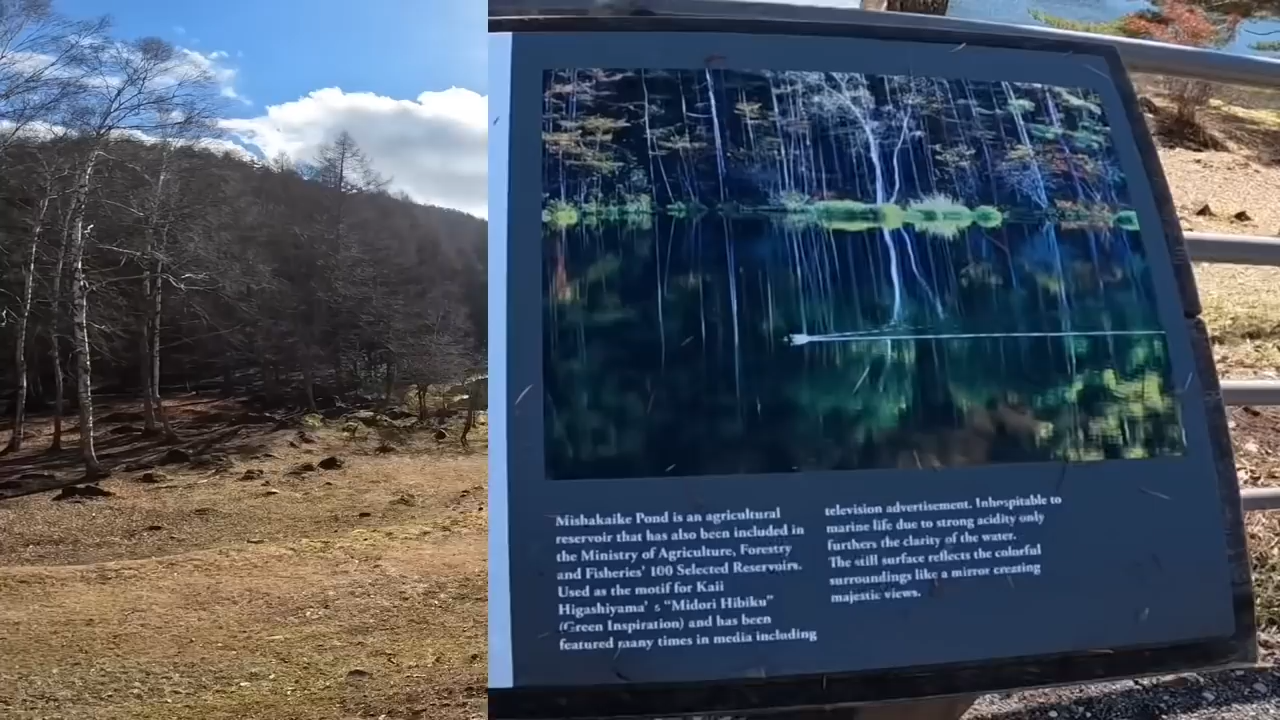 Mishakaike Pond is an agricultural
reservoir that has also been included in
the Ministry of Agriculture, Forestry
and Fisheries' 100 Selected Reservoirs.
Used as the motif for Kaii
Higashiyama' s "Midori Hibiku"
(Green Inspiration) and has been
featured many times in media including
television advertisement. Inhospitable to
marine life due to strong acidity only
furthers the clarity of the water.
The still surface reflects the colorful
surroundings like a mirror creating
majestic views.